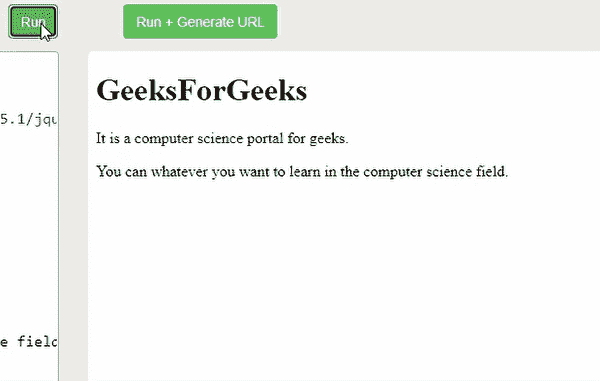 Run
Run + Generate URL
5.1/jqu
GeeksForGeeks
It is a computer science portal for geeks.
You can whatever you want to learn in the computer science field.
e field